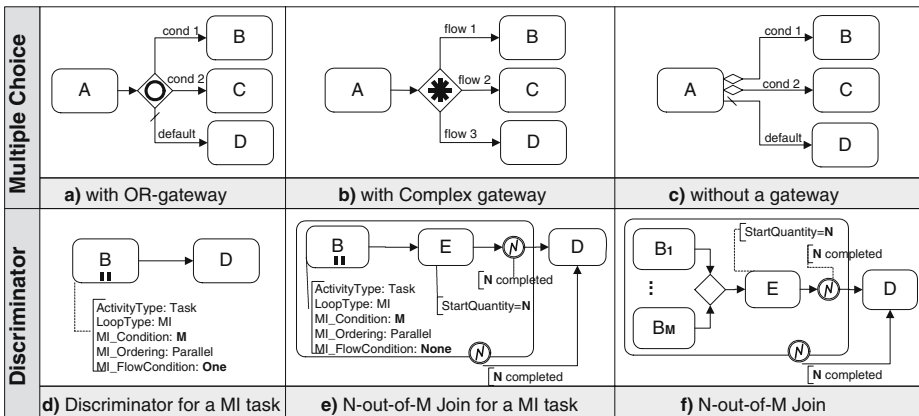 Multiple Choice
A
cond 1
B
cond 2
C
default
D
a) with OR-gateway
A
flow 1
B
flow 2
C
flow 3
D
b) with Complex gateway
A
cond 1
B
cond 2
C
default
D
c) without a gateway
Discriminator
B
D
ActivityType: Task
LoopType: MI
MI_Condition: M
MI_Ordering: Parallel
MI_FlowCondition: One
d) Discriminator for a MI task
B
E
N
D
N completed
ActivityType: Task
LoopType: MI
MI_Condition: M
MI_Ordering: Parallel
MI_FlowCondition: None
StartQuantity=N
N
N completed
e) N-out-of-M Join for a MI task
StartQuantity=N
B1
N completed
E
N
D
⋮
BM
N
N completed
f) N-out-of-M Join